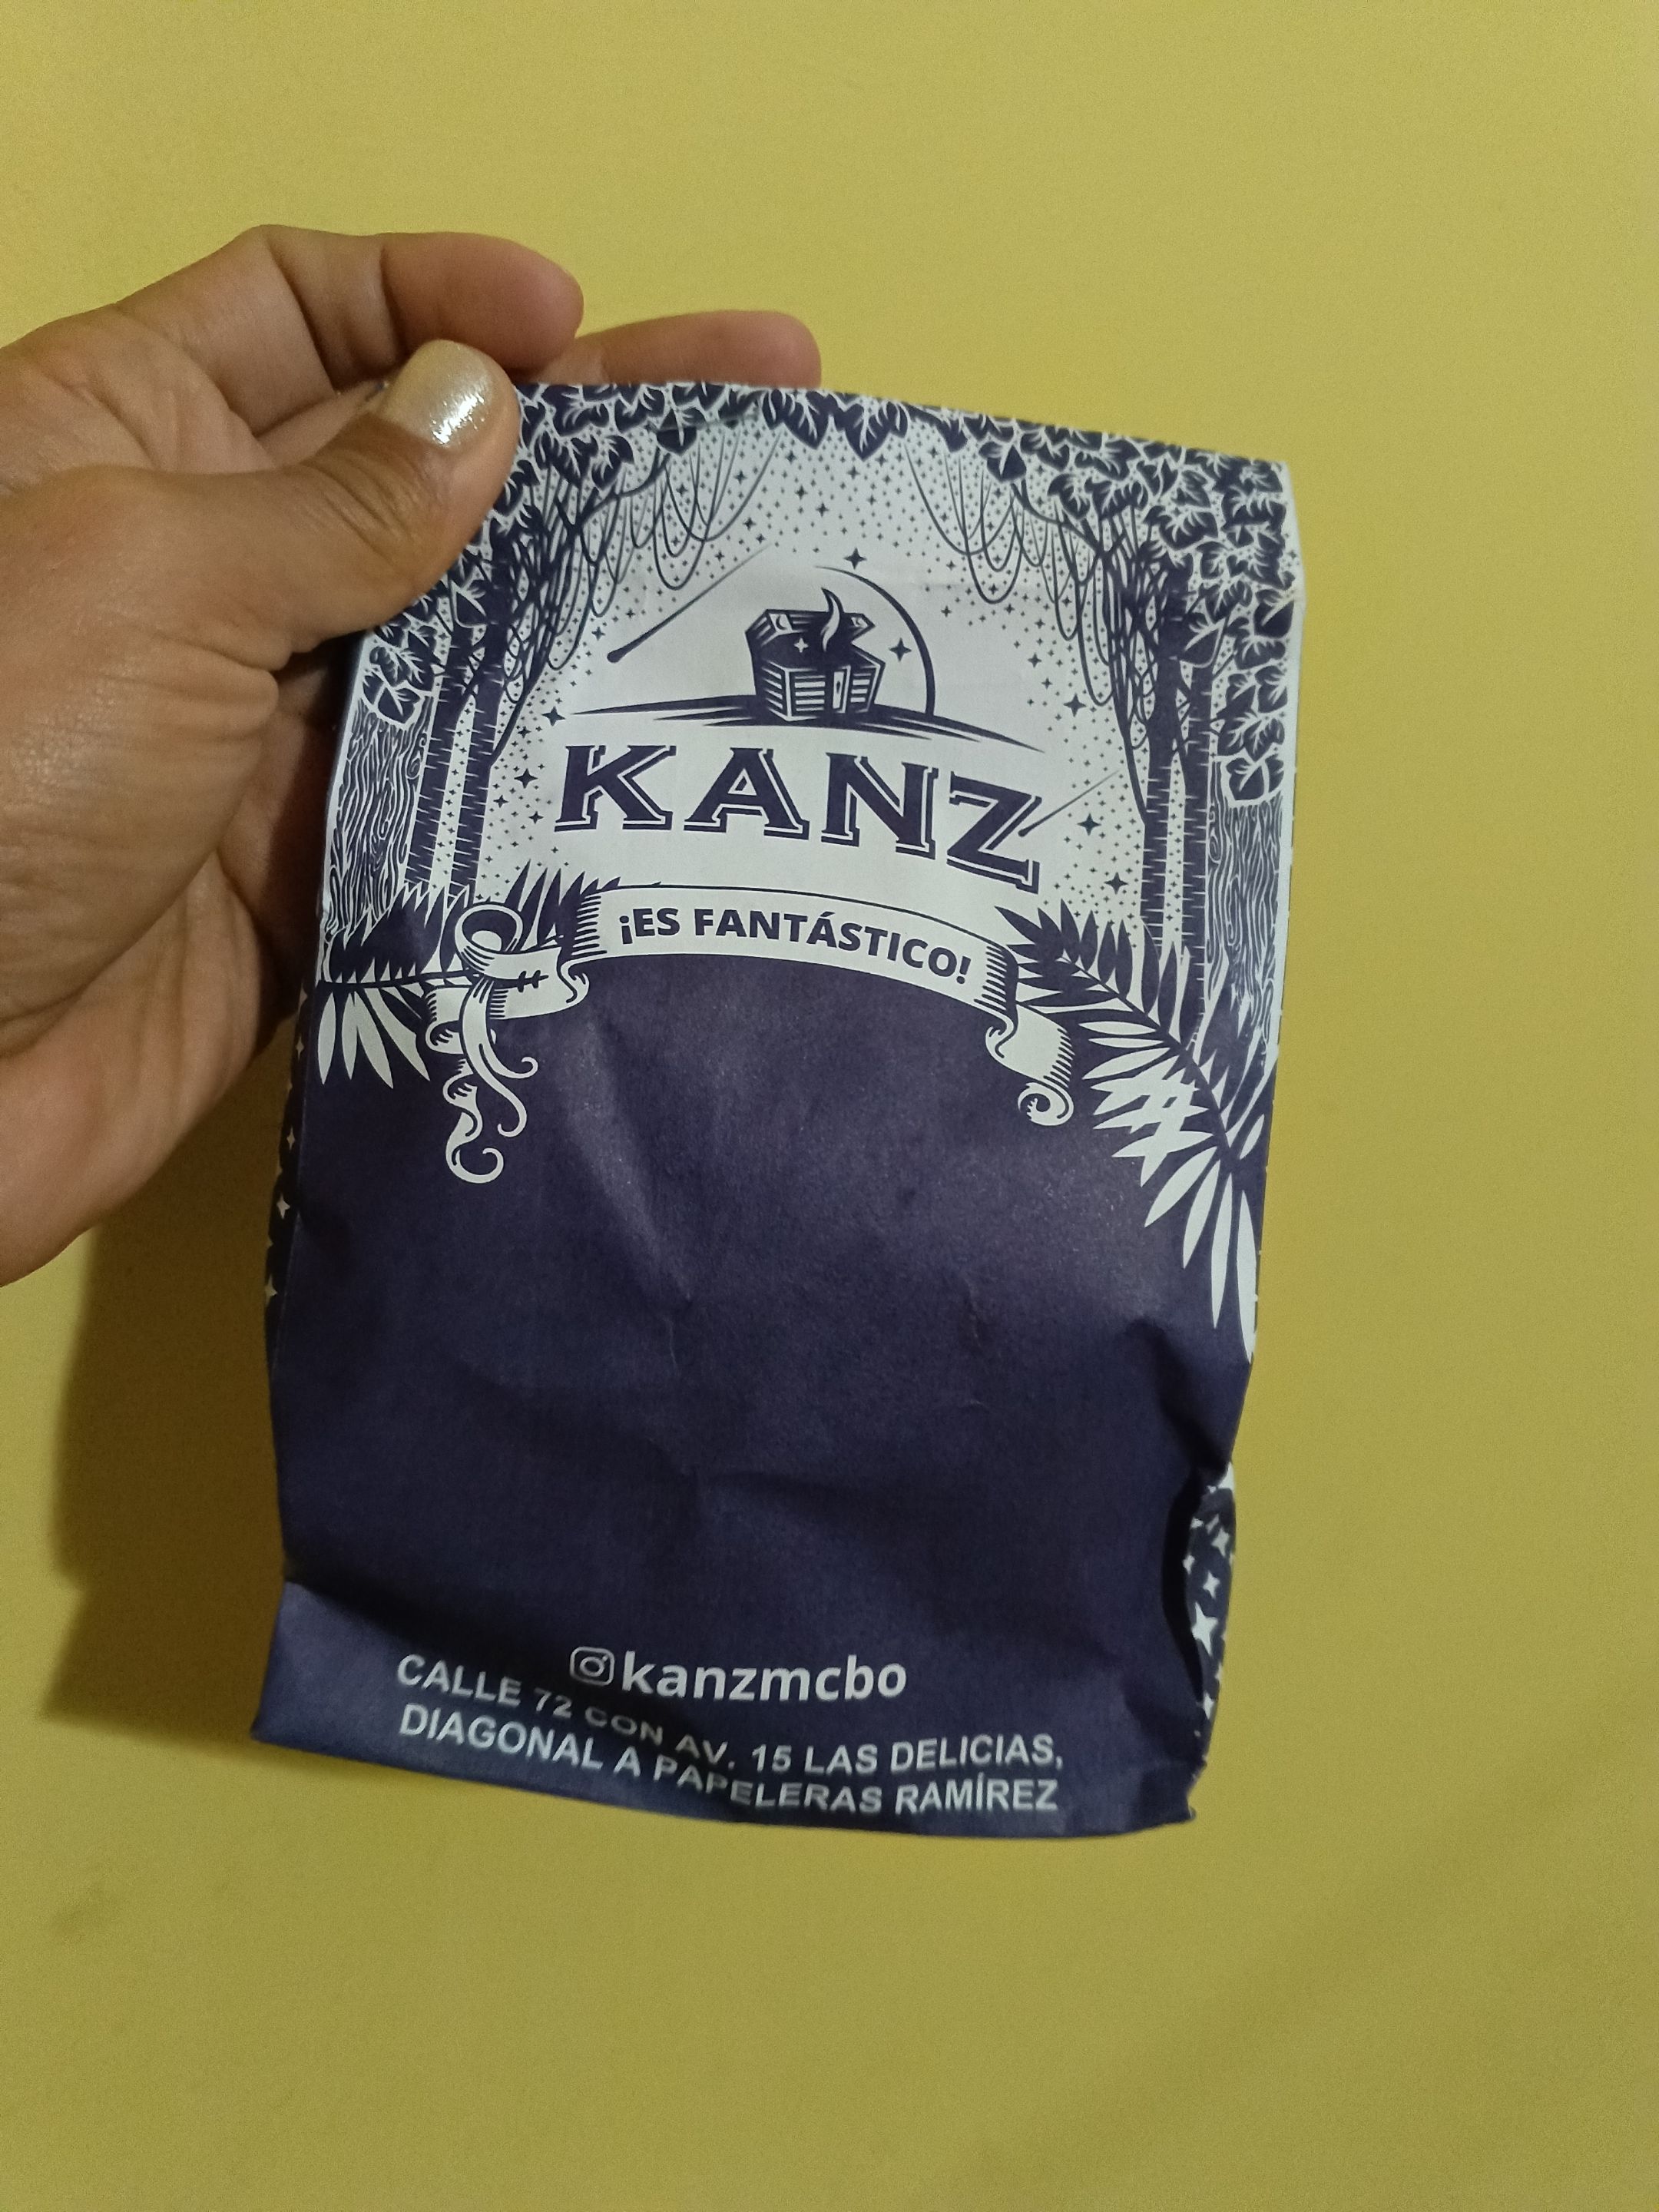 KANZ
¡ES FANTÁSTICO!
kanzmcbo
CALLE 72 CON AV. 15 LAS DELICIAS,
DIAGONAL A PAPELERAS RAMÍREZ